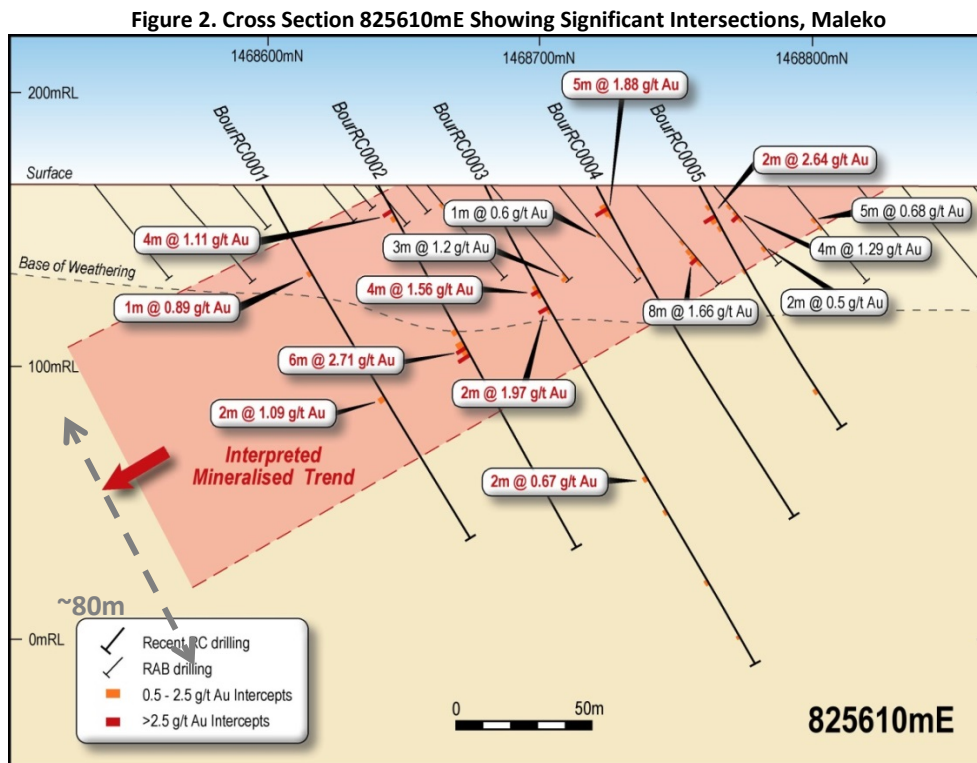 Figure 2. Cross Section 825610mE Showing Significant Intersections, Maleko
1468600mN
1468700mN
1468800mN
200mRL
5m @ 1.88 g/t Au
BourRC0001
BourRC0002
BourRC0003
BourRC0004
BourRC0005
2m @ 2.64 g/t Au
Surface
1m @ 0.6 g/t Au
5m @ 0.68 g/t Au
4m @ 1.11 g/t Au
3m @ 1.2 g/t Au
4m @ 1.29 g/t Au
Base of Weathering
4m @ 1.56 g/t Au
1m @ 0.89 g/t Au
8m @ 1.66 g/t Au
2m @ 0.5 g/t Au
6m @ 2.71 g/t Au
100mRL
2m @ 1.97 g/t Au
2m @ 1.09 g/t Au
Interpreted
Mineralised Trend
2m @ 0.67 g/t Au
~80m
0mRL
Recent RC drilling
RAB drilling
0.5 - 2.5 g/t Au Intercepts
>2.5 g/t Au Intercepts
0
50m
825610mE